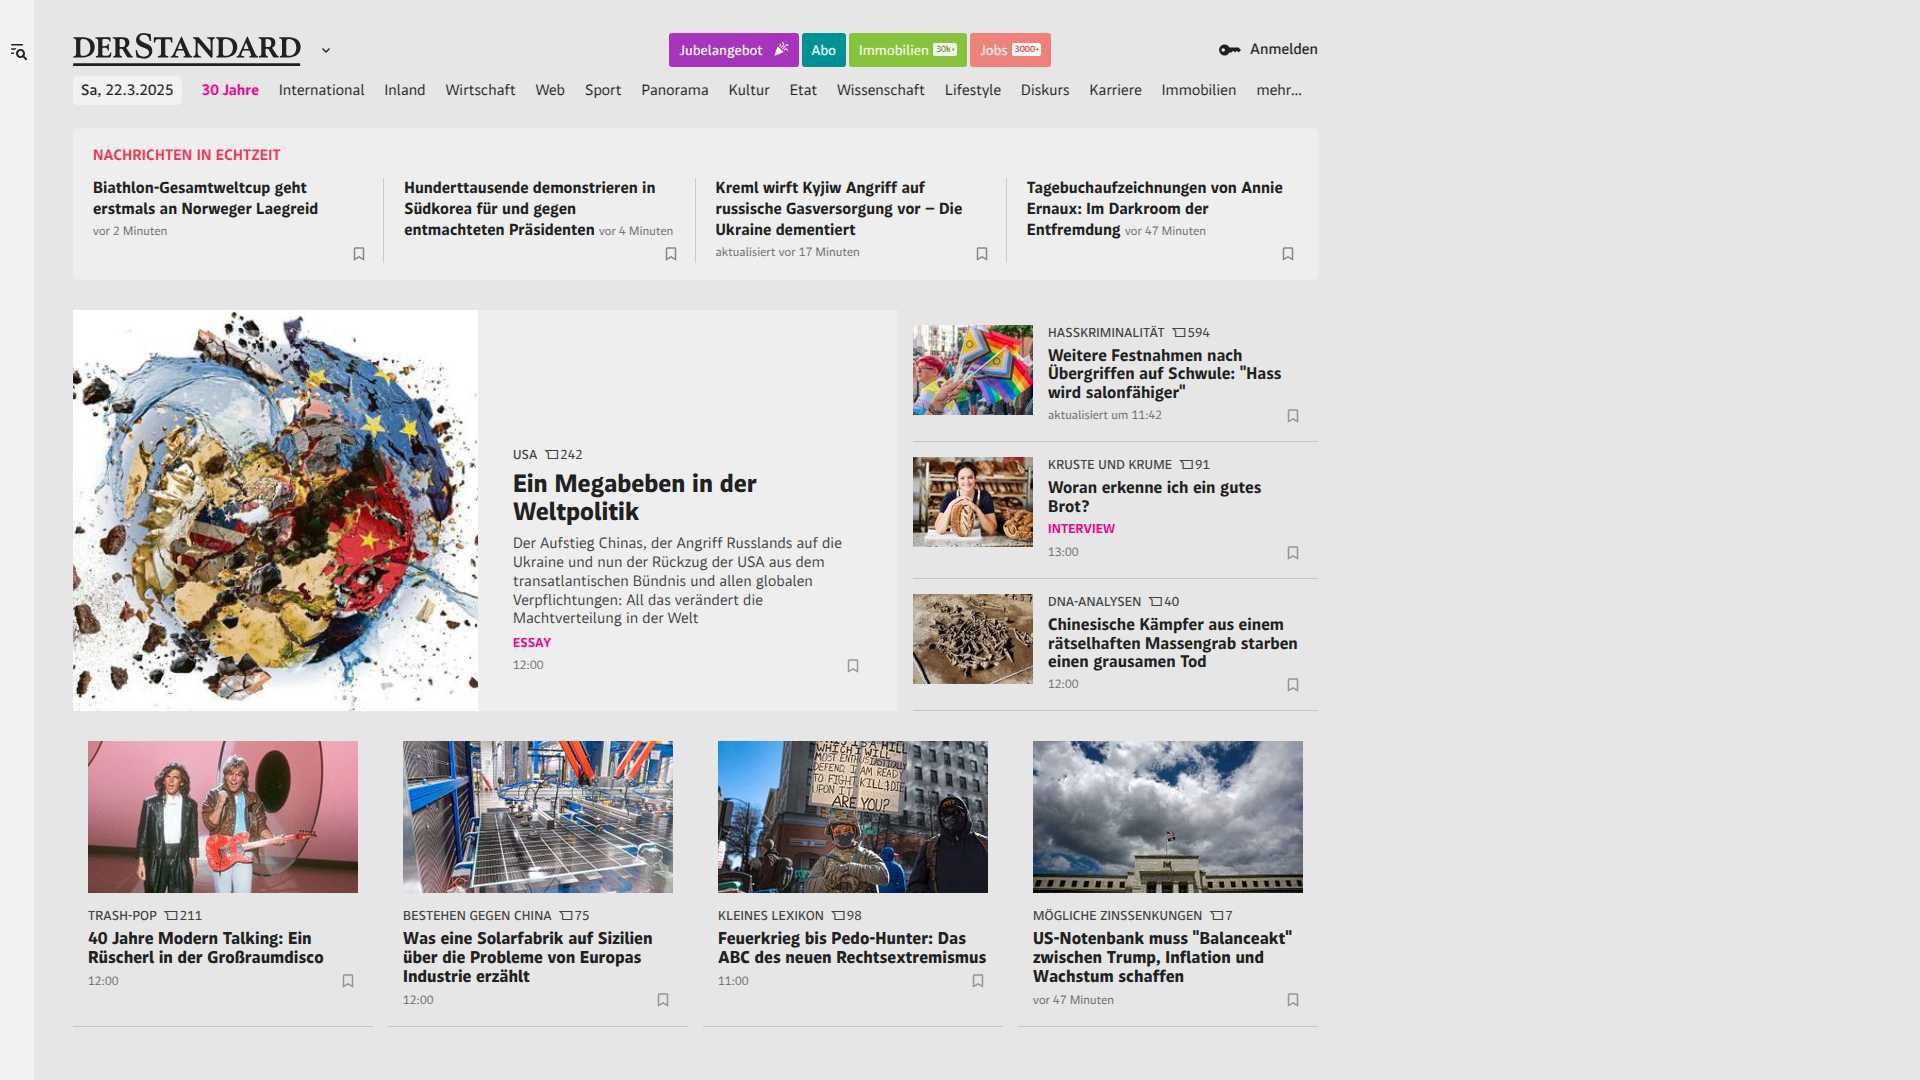 DERSTANDARD
Jubelangebot
Abo
Immobilien 30k+
Jobs 3000+
Anmelden
Sa, 22.3.2025
30 Jahre
International
Inland
Wirtschaft
Web
Sport
Panorama
Kultur
Etat
Wissenschaft
Lifestyle
Diskurs
Karriere
Immobilien
mehr...
NACHRICHTEN IN ECHTZEIT
Biathlon-Gesamtweltcup geht
erstmals an Norweger Laegreid
vor 2 Minuten
Hunderttausende demonstrieren in
Südkorea für und gegen
entmachteten Präsidenten vor 4 Minuten
Kreml wirft Kyjiw Angriff auf
russische Gasversorgung vor – Die
Ukraine dementiert
aktualisiert vor 17 Minuten
Tagebuchaufzeichnungen von Annie
Ernaux: Im Darkroom der
Entfremdung vor 47 Minuten
USA 242
Ein Megabeben in der
Weltpolitik
Der Aufstieg Chinas, der Angriff Russlands auf die
Ukraine und nun der Rückzug der USA aus dem
transatlantischen Bündnis und allen globalen
Verpflichtungen: All das verändert die
Machtverteilung in der Welt
ESSAY
12:00
HASSKRIMINALITÄT 594
Weitere Festnahmen nach
Übergriffen auf Schwule: "Hass
wird salonfähiger"
aktualisiert um 11:42
KRUSTE UND KRUME 91
Woran erkenne ich ein gutes
Brot?
INTERVIEW
13:00
DNA-ANALYSEN 40
Chinesische Kämpfer aus einem
rätselhaften Massengrab starben
einen grausamen Tod
12:00
TRASH-POP 211
40 Jahre Modern Talking: Ein
Rüscherl in der Großraumdisco
12:00
BESTEHEN GEGEN CHINA 75
Was eine Solarfabrik auf Sizilien
über die Probleme von Europas
Industrie erzählt
12:00
WHICH I WILL
MOST ENTHUSIASTICALLY
DEFEND. I AM READY
TO FIGHT, KILL & DIE
UPON IT
ARE YOU?
KLEINES LEXIKON 98
Feuerkrieg bis Pedo-Hunter: Das
ABC des neuen Rechtsextremismus
11:00
MÖGLICHE ZINSSENKUNGEN 7
US-Notenbank muss "Balanceakt"
zwischen Trump, Inflation und
Wachstum schaffen
vor 47 Minuten